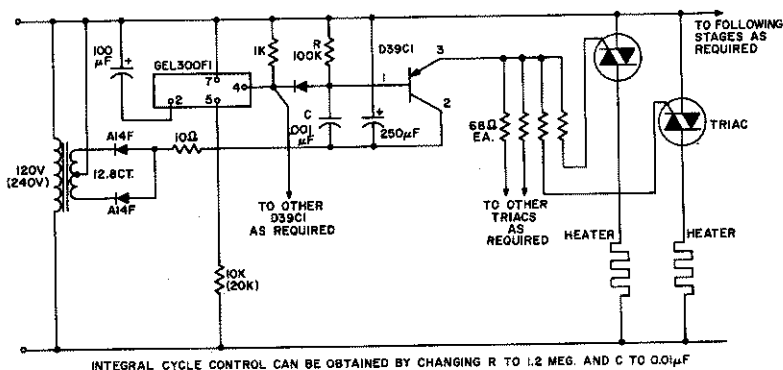 TO FOLLOWING
STAGES AS
REQUIRED
100
μF
+
GEL300F1
7
4
2
5
1K
R
100K
D39C1
3
1
2
C
.001
μF
+
250μF
68Ω
EA.
TRIAC
120V
(240V)
A14F
12.8CT.
A14F
10Ω
TO OTHER
D39C1
AS REQUIRED
TO OTHER
TRIACS
AS
REQUIRED
HEATER
HEATER
10K
(20K)
INTEGRAL CYCLE CONTROL CAN BE OBTAINED BY CHANGING R TO 1.2 MEG. AND C TO 0.01μF